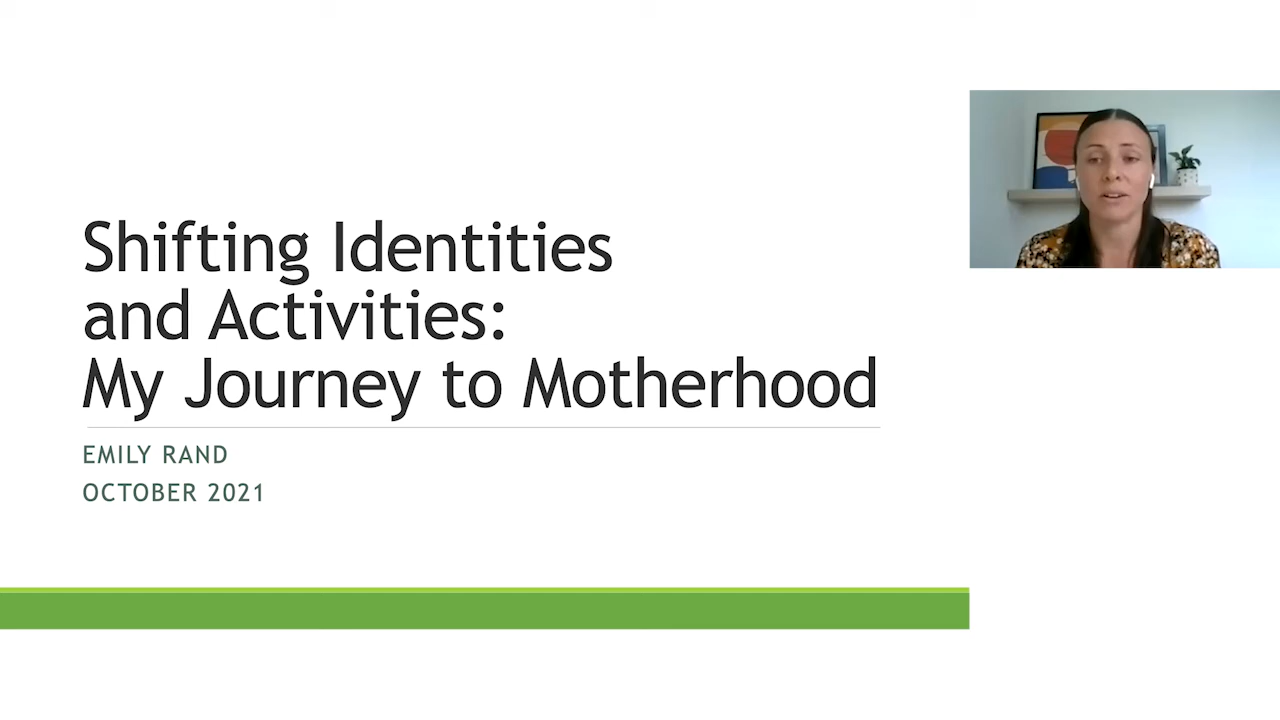 Shifting Identities
and Activities:
My Journey to Motherhood
EMILY RAND
OCTOBER 2021